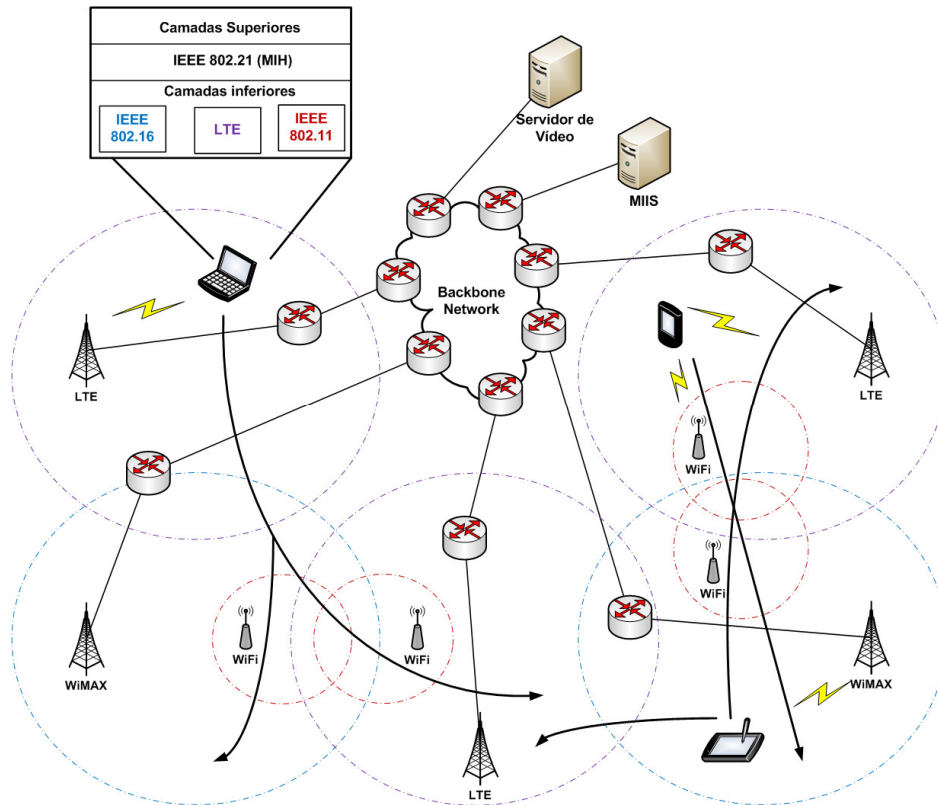 Camadas Superiores
IEEE 802.21 (MIH)
Camadas inferiores
IEEE
802.16
LTE
IEEE
802.11
Servidor de
Vídeo
MIIS
Backbone
Network
LTE
LTE
WiFi
WiFi
WiMAX
WiFi
WiFi
WiMAX
LTE